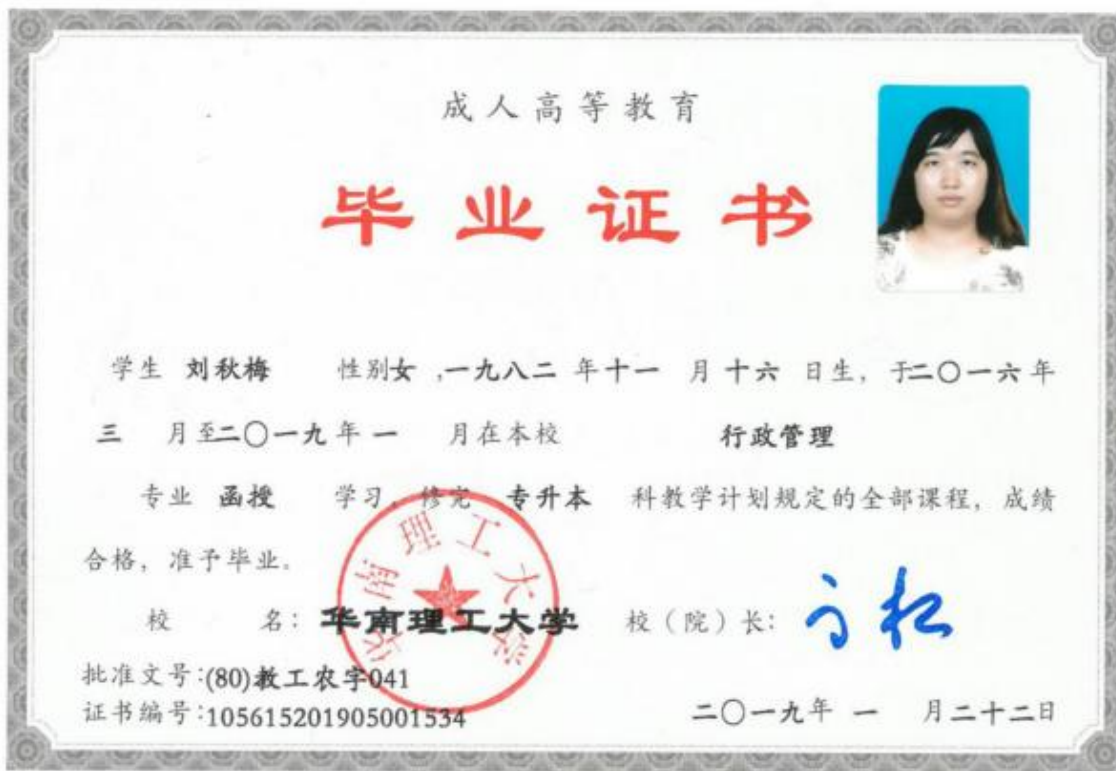 成人高等教育
毕业证书
学生 刘秋梅 性别女 ,一九八二 年十一 月 十六 日生，于二〇一六年
三 月至二〇一九年 一 月在本校 行政管理
专业 函授 学习，修完 专升本 科教学计划规定的全部课程，成绩
合格，准予毕业。
校 名：华南理工大学 校（院）长：
华南理工大学
批准文号:(80)教工农字041
证书编号:105615201905001534
二〇一九年 一 月二十二日